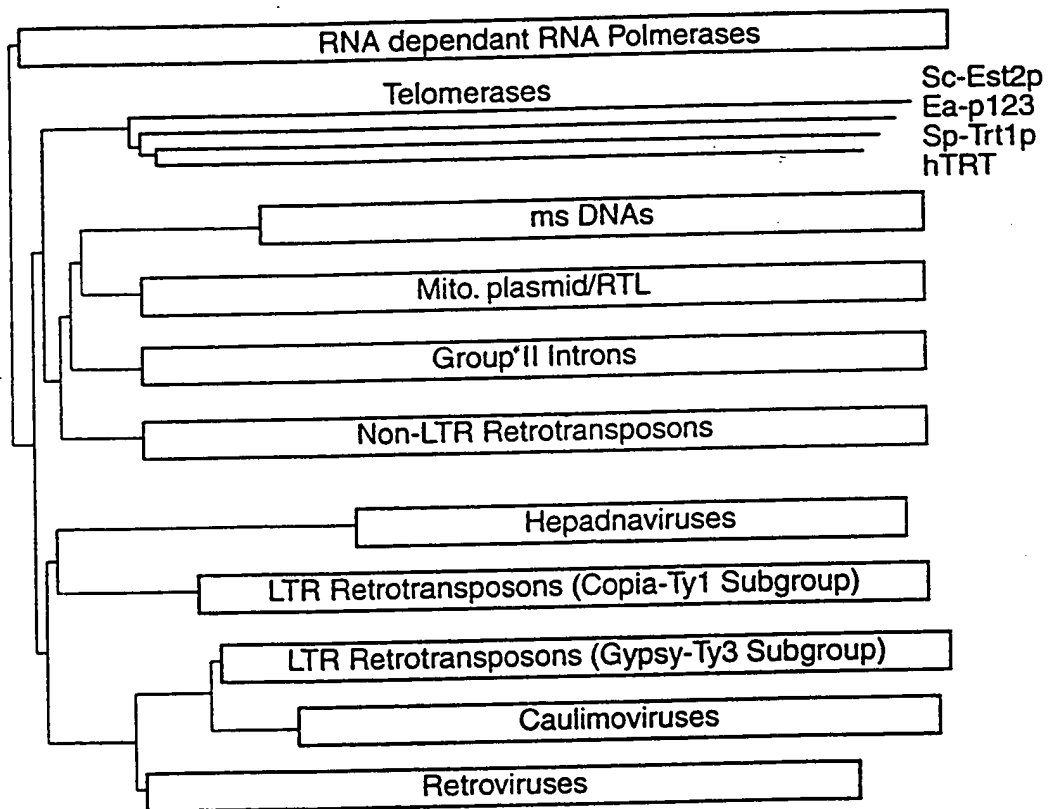 RNA dependant RNA Polmerases
Telomerases
Sc-Est2p
Ea-p123
Sp-Trt1p
hTRT
ms DNAs
Mito. plasmid/RTL
Group II Introns
Non-LTR Retrotransposons
Hepadnaviruses
LTR Retrotransposons (Copia-Ty1 Subgroup)
LTR Retrotransposons (Gypsy-Ty3 Subgroup)
Caulimoviruses
Retroviruses